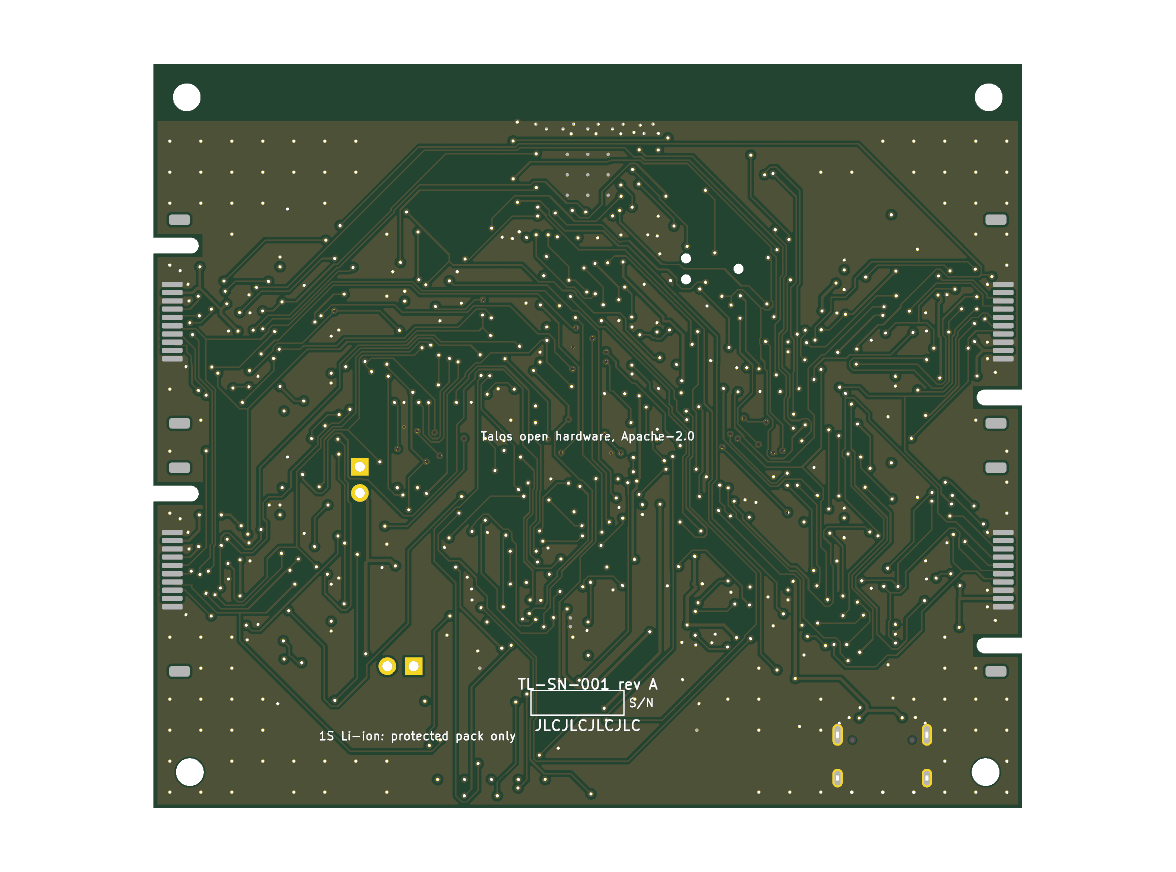 Talos open hardware, Apache-2.0
TL-SN-001 rev A
S/N
JLCJLCJLCJLC
1S Li-ion: protected pack only